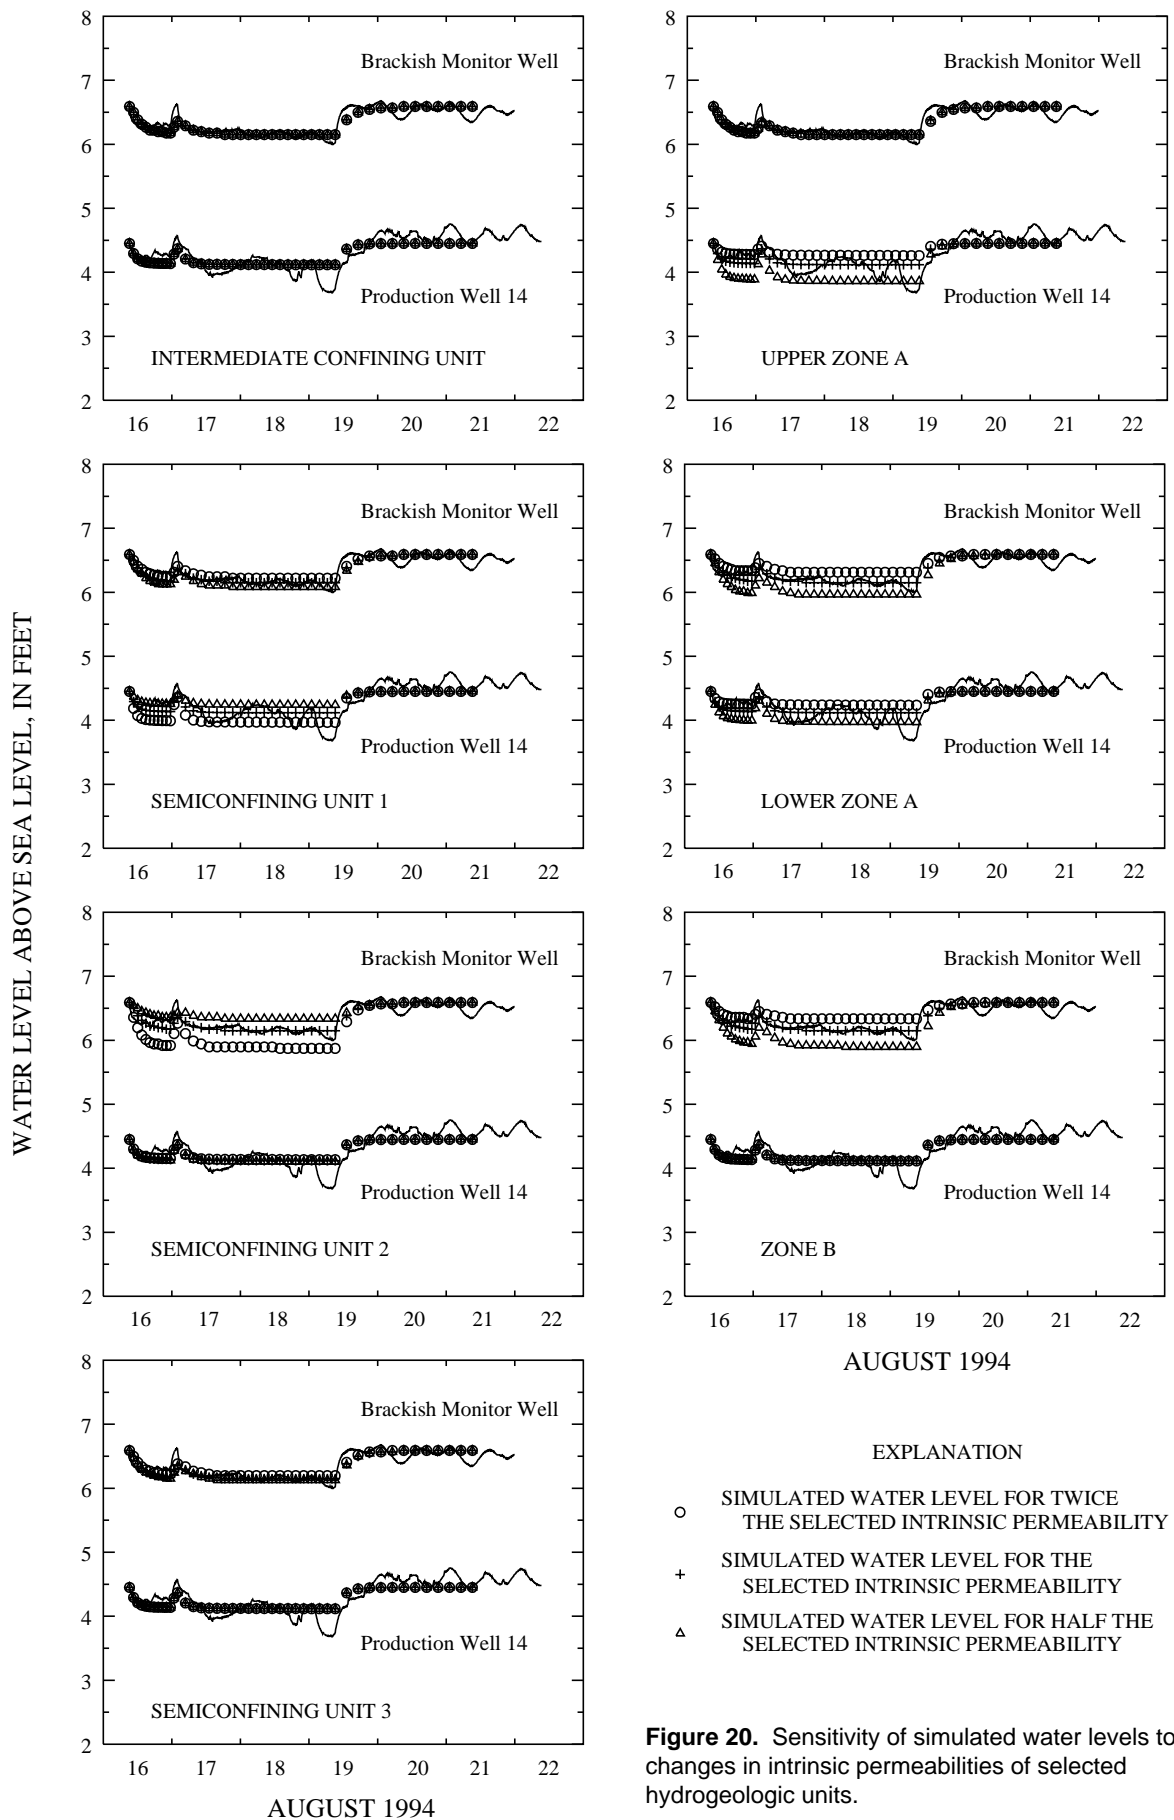 WATER LEVEL ABOVE SEA LEVEL, IN FEET
8
7
6
5
4
3
2
Brackish Monitor Well
Production Well 14
INTERMEDIATE CONFINING UNIT
16 17 18 19 20 21 22
8
7
6
5
4
3
2
Brackish Monitor Well
Production Well 14
UPPER ZONE A
16 17 18 19 20 21 22
8
7
6
5
4
3
2
Brackish Monitor Well
Production Well 14
SEMICONFINING UNIT 1
16 17 18 19 20 21 22
8
7
6
5
4
3
2
Brackish Monitor Well
Production Well 14
LOWER ZONE A
16 17 18 19 20 21 22
8
7
6
5
4
3
2
Brackish Monitor Well
Production Well 14
SEMICONFINING UNIT 2
16 17 18 19 20 21 22
8
7
6
5
4
3
2
Brackish Monitor Well
Production Well 14
ZONE B
16 17 18 19 20 21 22
AUGUST 1994
8
7
6
5
4
3
2
Brackish Monitor Well
Production Well 14
SEMICONFINING UNIT 3
16 17 18 19 20 21 22
AUGUST 1994
EXPLANATION
SIMULATED WATER LEVEL FOR TWICE
THE SELECTED INTRINSIC PERMEABILITY
SIMULATED WATER LEVEL FOR THE
SELECTED INTRINSIC PERMEABILITY
SIMULATED WATER LEVEL FOR HALF THE
SELECTED INTRINSIC PERMEABILITY
Figure 20. Sensitivity of simulated water levels to
changes in intrinsic permeabilities of selected
hydrogeologic units.